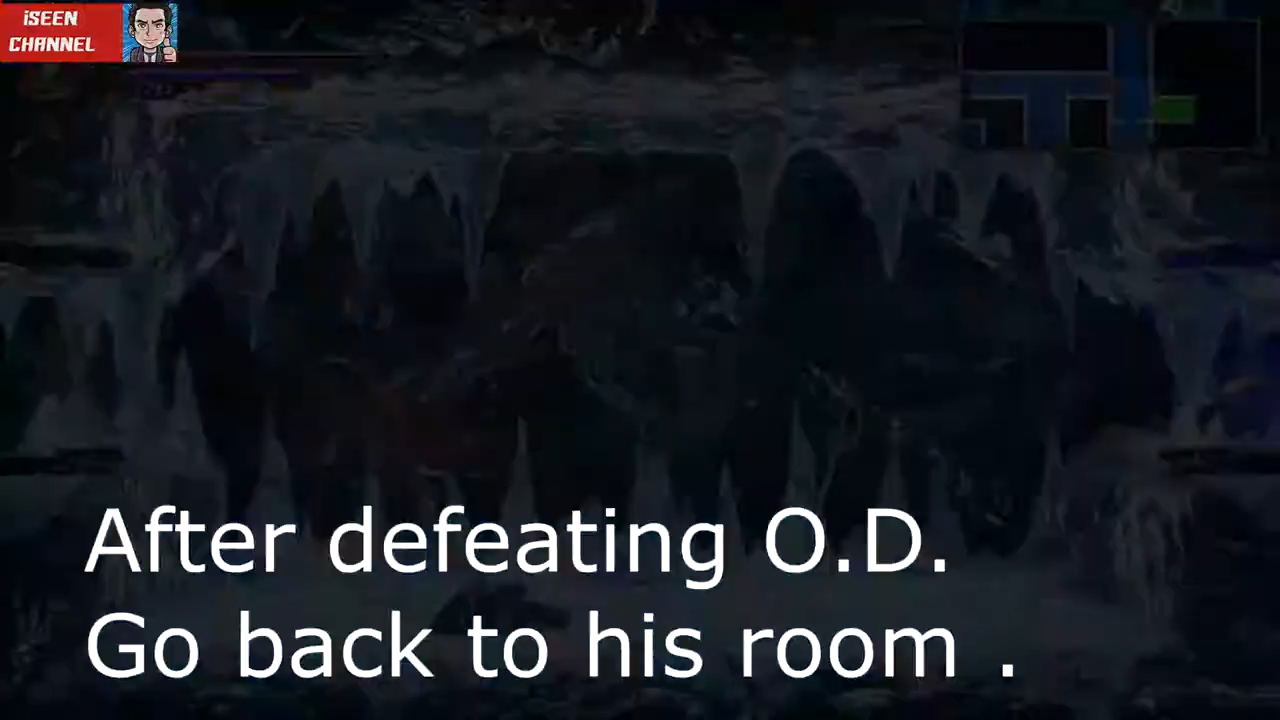 iSEEN
CHANNEL
After defeating O.D.
Go back to his room .